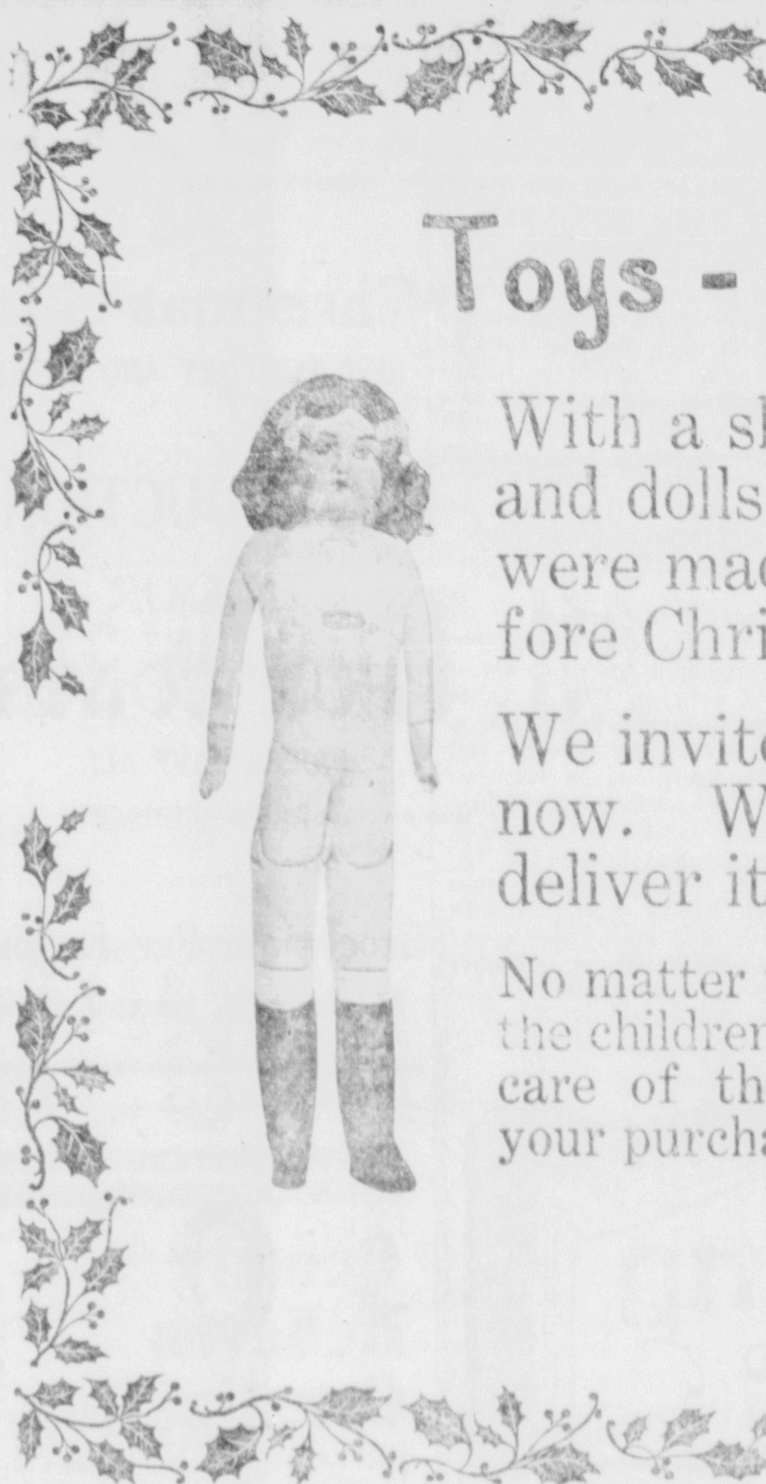 Toys -
With a sh
and dolls
were mad
fore Chri
We invite
now. W
deliver it
No matter
the children
care of th
your purcha